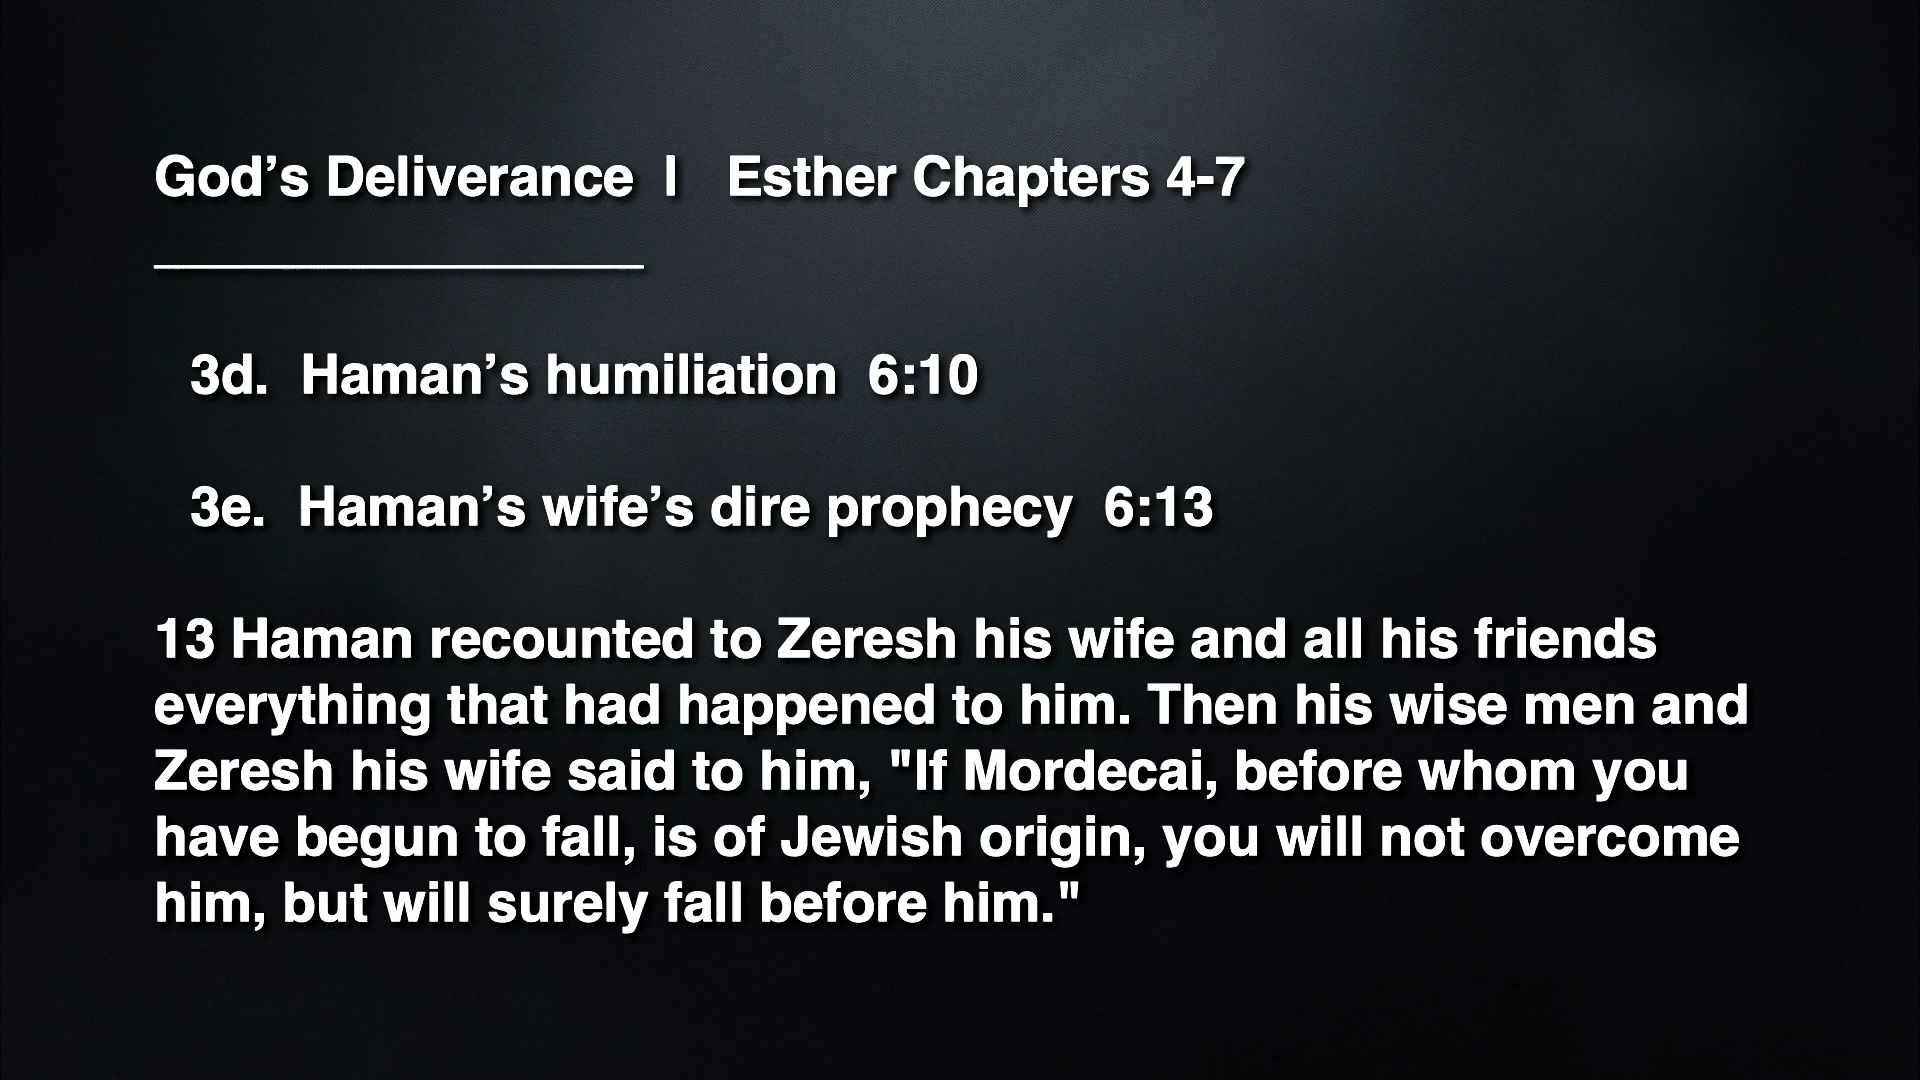 God’s Deliverance | Esther Chapters 4-7
3d. Haman’s humiliation 6:10
3e. Haman’s wife’s dire prophecy 6:13
13 Haman recounted to Zeresh his wife and all his friends
everything that had happened to him. Then his wise men and
Zeresh his wife said to him, "If Mordecai, before whom you
have begun to fall, is of Jewish origin, you will not overcome
him, but will surely fall before him."